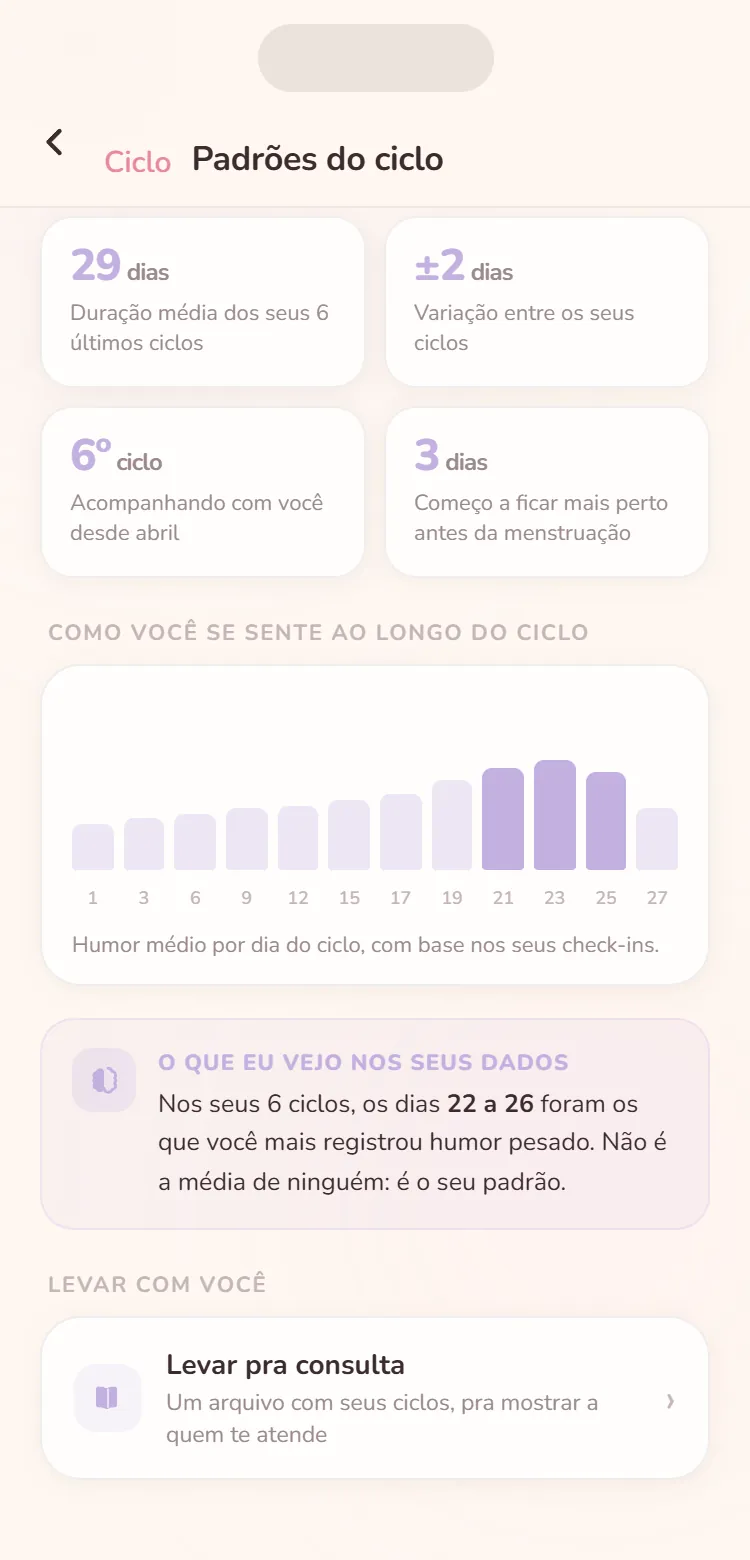 Ciclo Padrões do ciclo
29 dias
Duração média dos seus 6
últimos ciclos
±2 dias
Variação entre os seus
ciclos
6º ciclo
Acompanhando com você
desde abril
3 dias
Começo a ficar mais perto
antes da menstruação
COMO VOCÊ SE SENTE AO LONGO DO CICLO
1 3 6 9 12 15 17 19 21 23 25 27
Humor médio por dia do ciclo, com base nos seus check-ins.
O QUE EU VEJO NOS SEUS DADOS
Nos seus 6 ciclos, os dias 22 a 26 foram os
que você mais registrou humor pesado. Não é
a média de ninguém: é o seu padrão.
LEVAR COM VOCÊ
Levar pra consulta
Um arquivo com seus ciclos, pra mostrar a
quem te atende